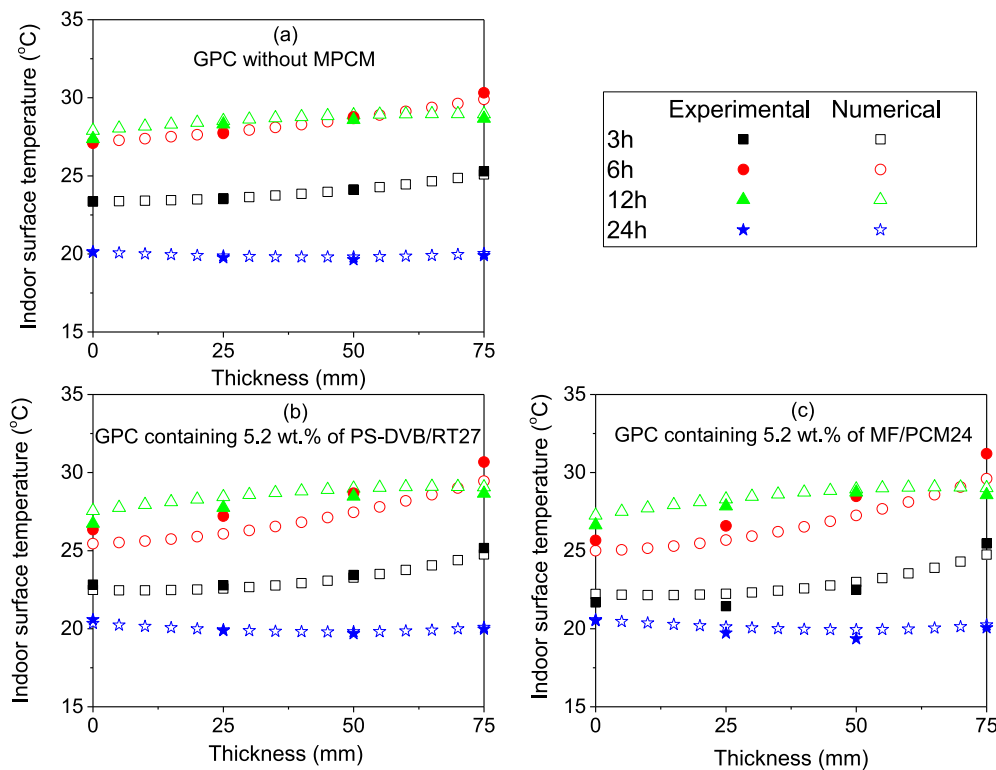 35
30
25
20
15
Indoor surface temperature (°C)
(a)
GPC without MPCM
0
25
50
75
Thickness (mm)
Experimental Numerical
3h
6h
12h
24h
35
30
25
20
15
Indoor surface temperature (°C)
(b)
GPC containing 5.2 wt.% of PS-DVB/RT27
0
25
50
75
Thickness (mm)
35
30
25
20
15
Indoor surface temperature (°C)
(c)
GPC containing 5.2 wt.% of MF/PCM24
0
25
50
75
Thickness (mm)